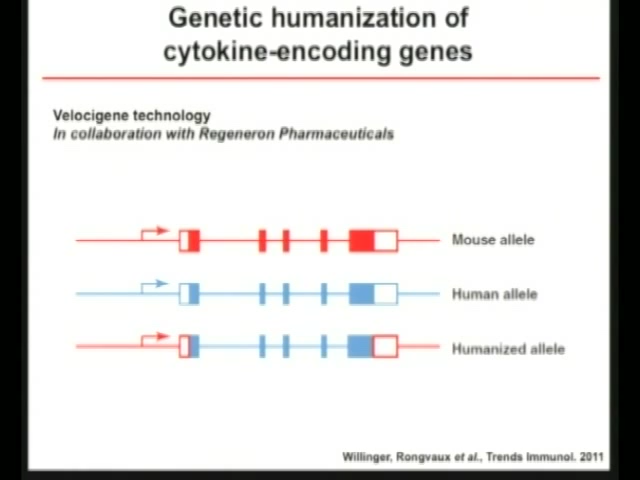 Genetic humanization of
cytokine-encoding genes
Velocigene technology
In collaboration with Regeneron Pharmaceuticals
Mouse allele
Human allele
Humanized allele
Willinger, Rongvaux et al., Trends Immunol. 2011